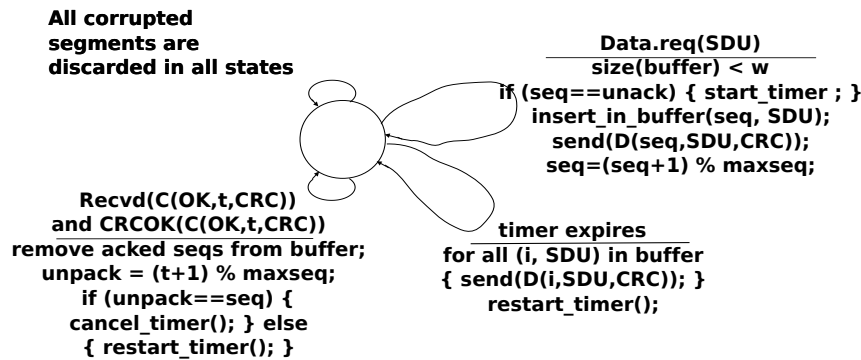 All corrupted
segments are
discarded in all states
Data.req(SDU)
size(buffer) < w
if (seq==unack) { start_timer ; }
insert_in_buffer(seq, SDU);
send(D(seq,SDU,CRC));
seq=(seq+1) % maxseq;
Recvd(C(OK,t,CRC))
and CRCOK(C(OK,t,CRC))
remove acked seqs from buffer;
unpack = (t+1) % maxseq;
if (unpack==seq) {
cancel_timer(); } else
{ restart_timer(); }
timer expires
for all (i, SDU) in buffer
{ send(D(i,SDU,CRC)); }
restart_timer();